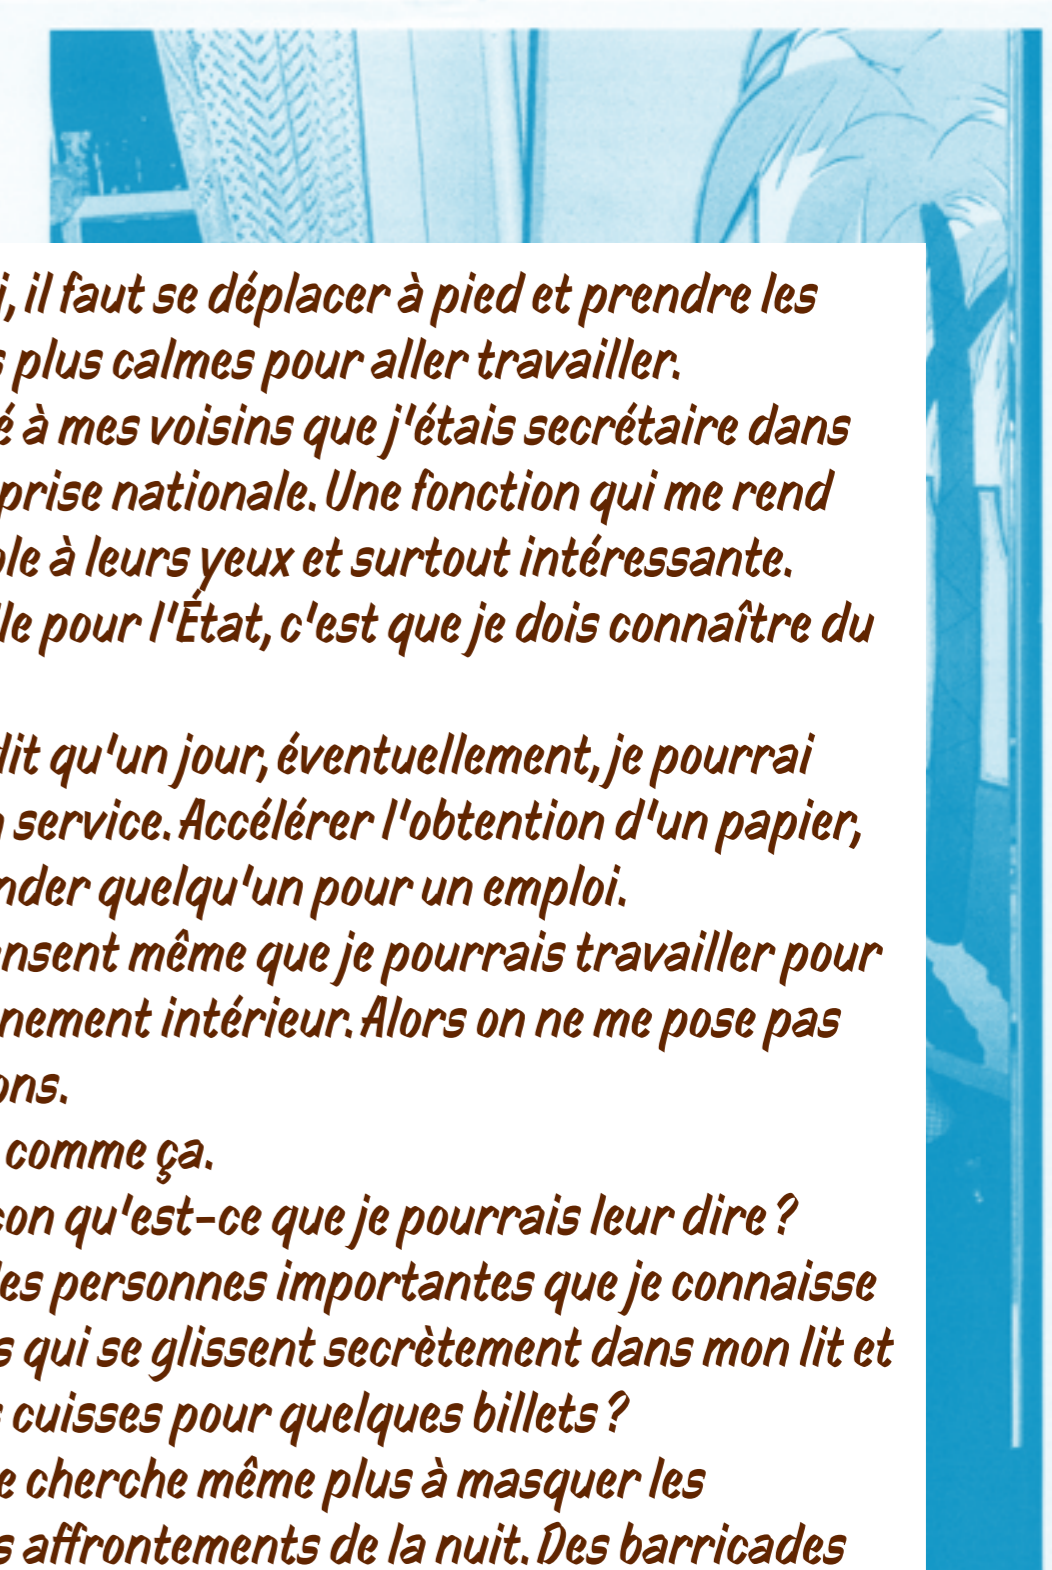 , il faut se déplacer à pied et prendre les
plus calmes pour aller travailler.
à mes voisins que j'étais secrétaire dans
prise nationale. Une fonction qui me rend
à leurs yeux et surtout intéressante.
pour l'État, c'est que je dois connaître du
dit qu'un jour, éventuellement, je pourrai
service. Accélérer l'obtention d'un papier,
nder quelqu'un pour un emploi.
nsent même que je pourrais travailler pour
nement intérieur. Alors on ne me pose pas
ons.
comme ça.
con qu'est-ce que je pourrais leur dire ?
les personnes importantes que je connaisse
s qui se glissent secrètement dans mon lit et
cuisses pour quelques billets ?
e cherche même plus à masquer les
s affrontements de la nuit. Des barricades